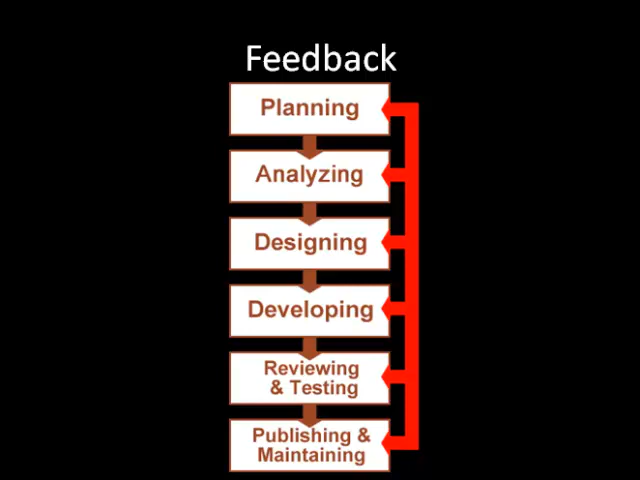 Feedback
Planning
Analyzing
Designing
Developing
Reviewing
& Testing
Publishing &
Maintaining